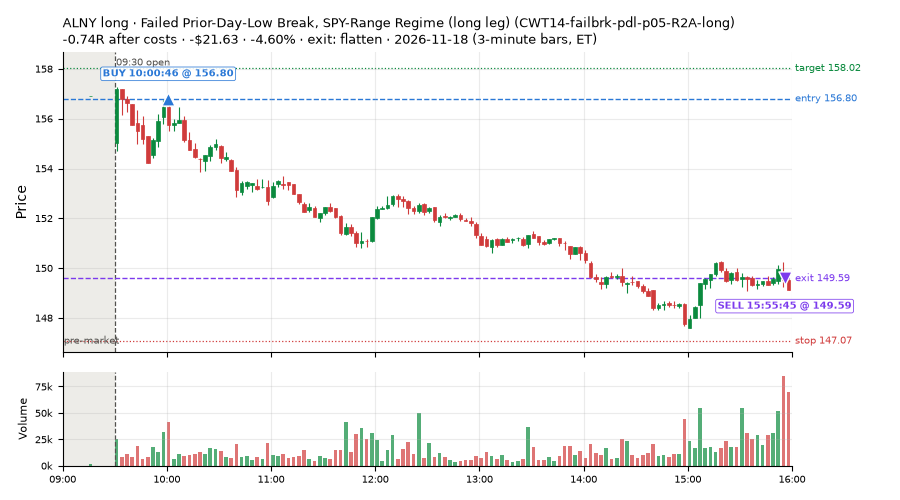 ALNY long · Failed Prior-Day-Low Break, SPY-Range Regime (long leg) (CWT14-failbrk-pdl-p05-R2A-long)
-0.74R after costs · -$21.63 · -4.60% · exit: flatten · 2026-11-18 (3-minute bars, ET)
09:30 open
158
target 158.02
BUY 10:00:46 @ 156.80
entry 156.80
156
154
Price
152
150
exit 149.59
SELL 15:55:45 @ 149.59
148
pre-market
stop 147.07
75k
50k
Volume
25k
0k
09:00
10:00
11:00
12:00
13:00
14:00
15:00
16:00